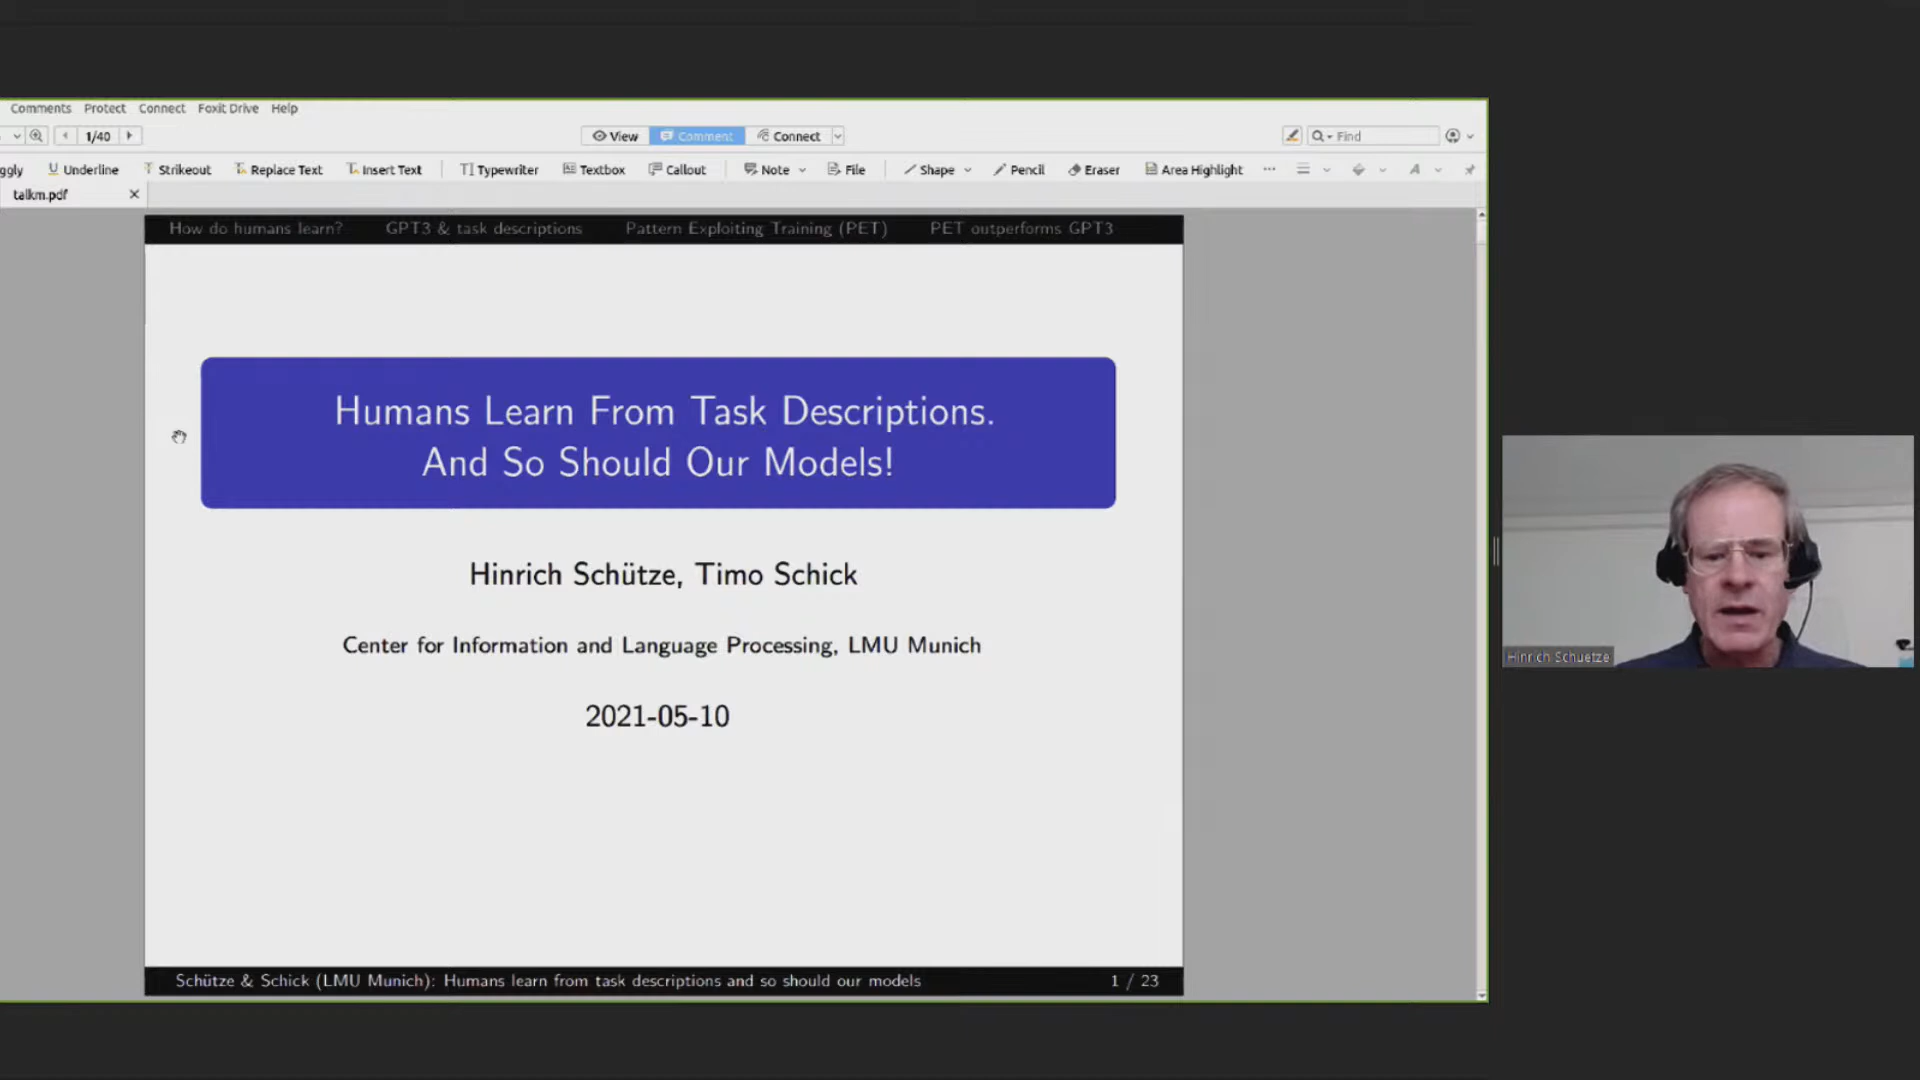 Comments Protect Connect Foxit Drive Help
1/40 View Comment Connect Find
ggly Underline Strikeout Replace Text Insert Text Typewriter Textbox Callout Note File Shape Pencil Eraser Area Highlight
talkm.pdf
How do humans learn? GPT3 & task descriptions Pattern Exploiting Training (PET) PET outperforms GPT3
Humans Learn From Task Descriptions.
And So Should Our Models!
Hinrich Schütze, Timo Schick
Center for Information and Language Processing, LMU Munich
2021-05-10
Schütze & Schick (LMU Munich): Humans learn from task descriptions and so should our models 1 / 23
Hinrich Schuetze